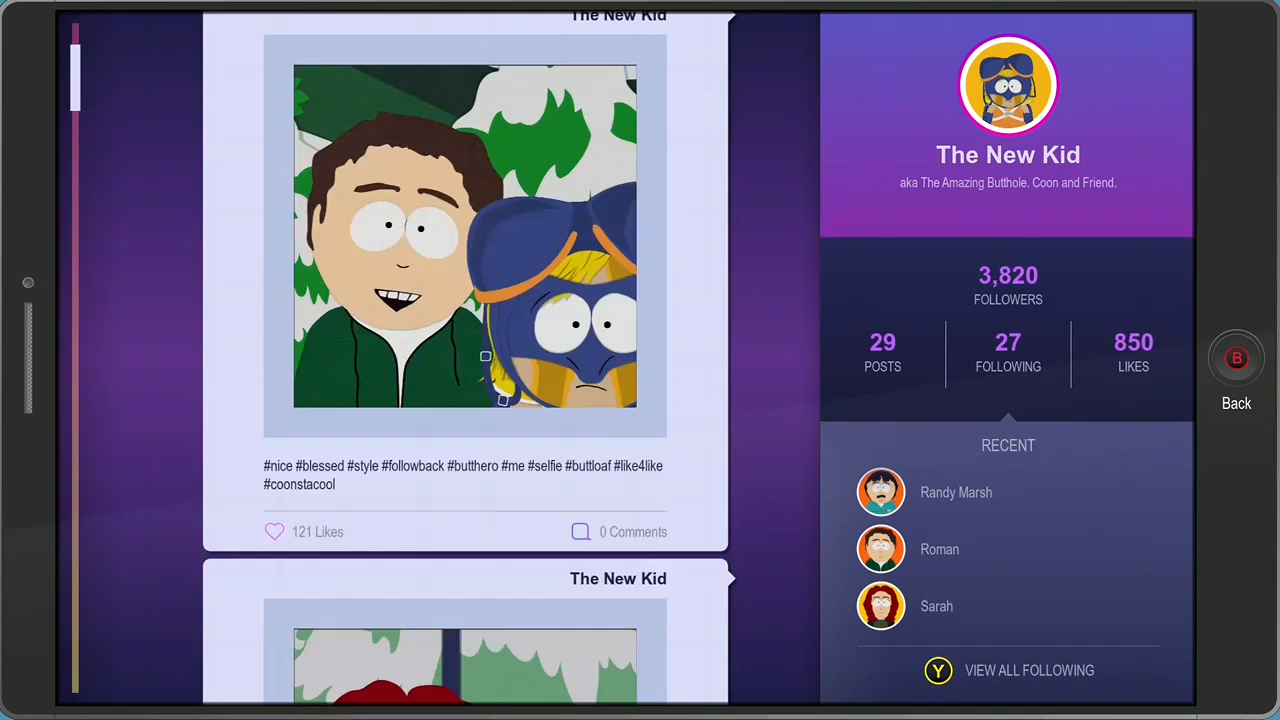 The New Kid
#nice #blessed #style #followback #butthero #me #selfie #buttloaf #like4like
#coonstacool
121 Likes
0 Comments
The New Kid
The New Kid
aka The Amazing Butthole. Coon and Friend.
3,820
FOLLOWERS
29
POSTS
27
FOLLOWING
850
LIKES
RECENT
Randy Marsh
Roman
Sarah
Y VIEW ALL FOLLOWING
B
Back